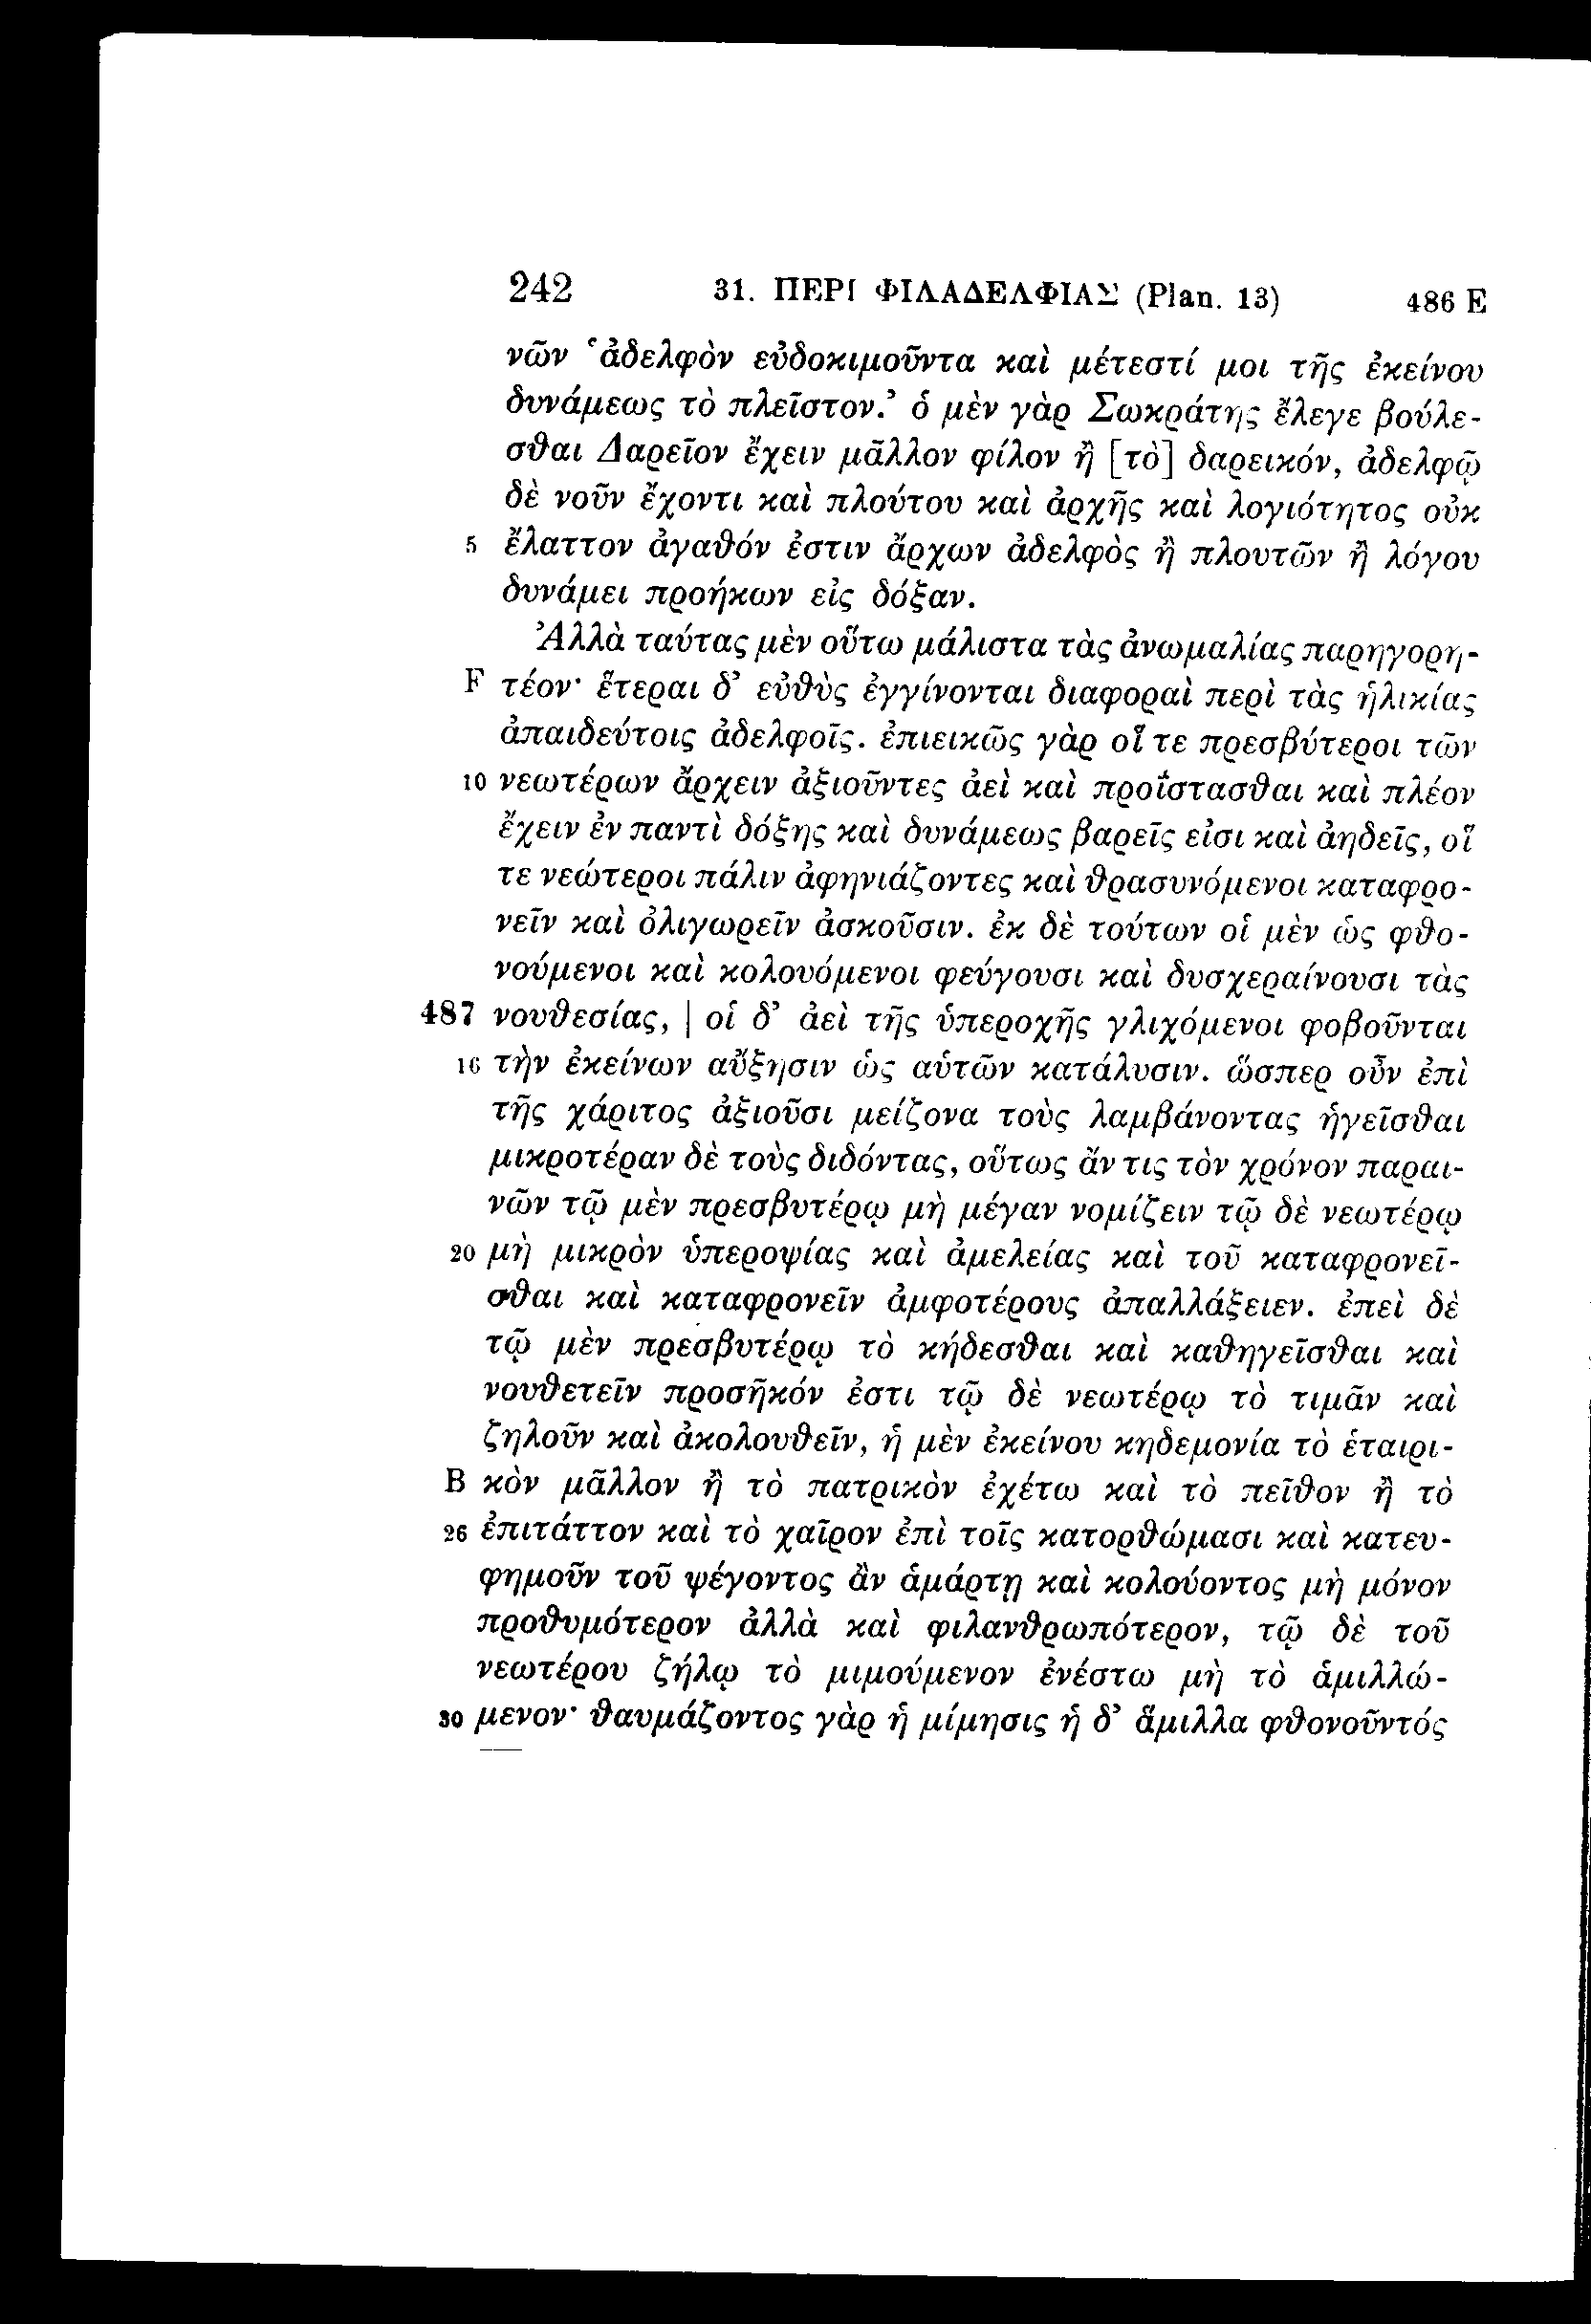 242 31. ΠΕΡΙ ΦΙΛΑΔΕΛΦΙΑΣ (Plan. 13) 486 E
νῶν ‘ἀδελφὸν εὐδοκιμοῦντα καὶ μέτεστί μοι τῆς ἐκείνου
δυνάμεως τὸ πλεῖστον.’ ὁ μὲν γὰρ Σωκράτης ἔλεγε βούλε-
σθαι Δαρεῖον ἔχειν μᾶλλον φίλον ἢ [τὸ] δαρεικόν, ἀδελφῷ
δὲ νοῦν ἔχοντι καὶ πλούτου καὶ ἀρχῆς καὶ λογιότητος οὐκ
5 ἔλαττον ἀγαθόν ἐστιν ἄρχων ἀδελφὸς ἢ πλουτῶν ἢ λόγου
δυνάμει προήκων εἰς δόξαν.
Ἀλλὰ ταύτας μὲν οὕτω μάλιστα τὰς ἀνωμαλίας παρηγορη-
F τέον· ἕτεραι δ’ εὐθὺς ἐγγίνονται διαφοραὶ περὶ τὰς ἡλικίας
ἀπαιδεύτοις ἀδελφοῖς. ἐπιεικῶς γὰρ οἵ τε πρεσβύτεροι τῶν
10 νεωτέρων ἄρχειν ἀξιοῦντες ἀεὶ καὶ προΐστασθαι καὶ πλέον
ἔχειν ἐν παντὶ δόξης καὶ δυνάμεως βαρεῖς εἰσι καὶ ἀηδεῖς, οἵ
τε νεώτεροι πάλιν ἀφηνιάζοντες καὶ θρασυνόμενοι καταφρο-
νεῖν καὶ ὀλιγωρεῖν ἀσκοῦσιν. ἐκ δὲ τούτων οἱ μὲν ὡς φθο-
νούμενοι καὶ κολουόμενοι φεύγουσι καὶ δυσχεραίνουσι τὰς
487 νουθεσίας, | οἱ δ’ ἀεὶ τῆς ὑπεροχῆς γλιχόμενοι φοβοῦνται
16 τὴν ἐκείνων αὔξησιν ὡς αὑτῶν κατάλυσιν. ὥσπερ οὖν ἐπὶ
τῆς χάριτος ἀξιοῦσι μείζονα τοὺς λαμβάνοντας ἡγεῖσθαι
μικροτέραν δὲ τοὺς διδόντας, οὕτως ἄν τις τὸν χρόνον παραι-
νῶν τῷ μὲν πρεσβυτέρῳ μὴ μέγαν νομίζειν τῷ δὲ νεωτέρῳ
20 μὴ μικρὸν ὑπεροψίας καὶ ἀμελείας καὶ τοῦ καταφρονεῖ-
σθαι καὶ καταφρονεῖν ἀμφοτέρους ἀπαλλάξειεν. ἐπεὶ δὲ
τῷ μὲν πρεσβυτέρῳ τὸ κήδεσθαι καὶ καθηγεῖσθαι καὶ
νουθετεῖν προσῆκόν ἐστι τῷ δὲ νεωτέρῳ τὸ τιμᾶν καὶ
ζηλοῦν καὶ ἀκολουθεῖν, ἡ μὲν ἐκείνου κηδεμονία τὸ ἑταιρι-
B κὸν μᾶλλον ἢ τὸ πατρικὸν ἐχέτω καὶ τὸ πεῖθον ἢ τὸ
26 ἐπιτάττον καὶ τὸ χαῖρον ἐπὶ τοῖς κατορθώμασι καὶ κατευ-
φημοῦν τοῦ ψέγοντος ἂν ἁμάρτῃ καὶ κολούοντος μὴ μόνον
προθυμότερον ἀλλὰ καὶ φιλανθρωπότερον, τῷ δὲ τοῦ
νεωτέρου ζήλῳ τὸ μιμούμενον ἐνέστω μὴ τὸ ἁμιλλώ-
30 μενον· θαυμάζοντος γὰρ ἡ μίμησις ἡ δ’ ἅμιλλα φθονοῦντός